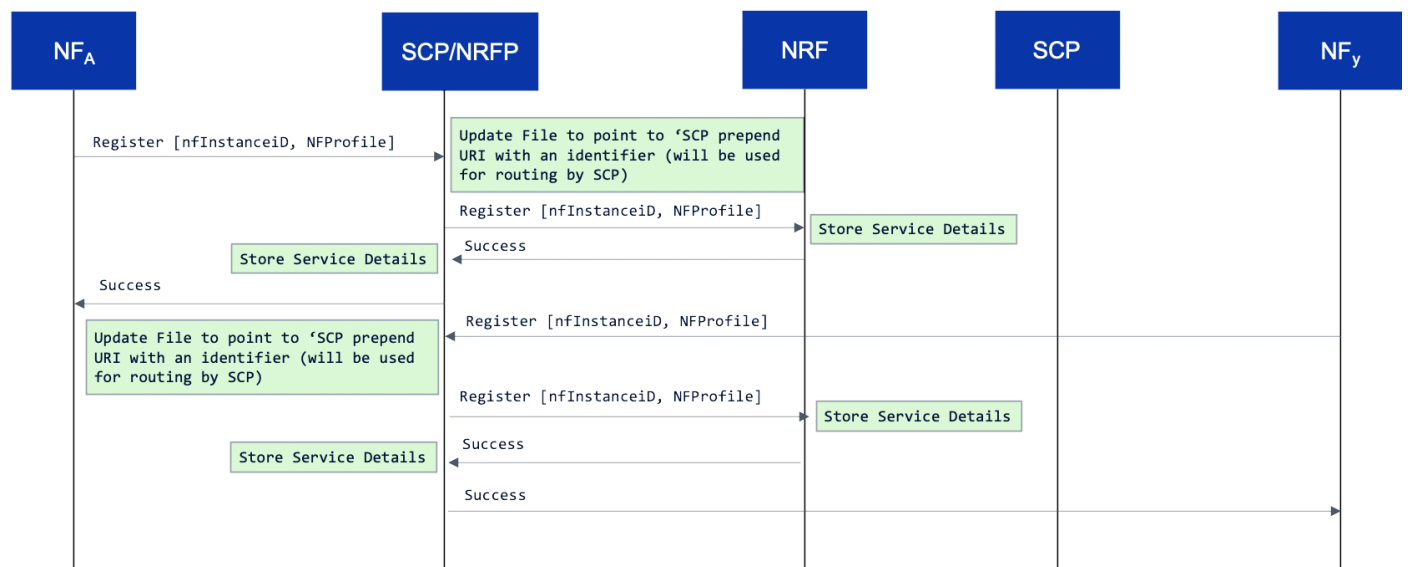 NFA
SCP/NRFP
NRF
SCP
NFy
Register [nfInstanceiD, NFProfile]
Update File to point to ‘SCP prepend
URI with an identifier (will be used
for routing by SCP)
Register [nfInstanceiD, NFProfile]
Store Service Details
Success
Store Service Details
Success
Register [nfInstanceiD, NFProfile]
Update File to point to ‘SCP prepend
URI with an identifier (will be used
for routing by SCP)
Register [nfInstanceiD, NFProfile]
Store Service Details
Success
Store Service Details
Success